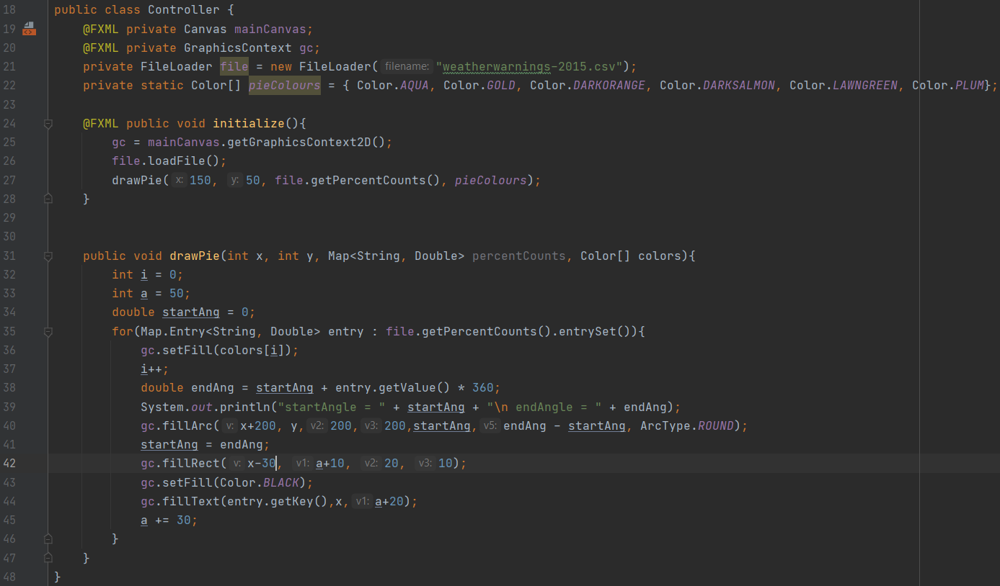 18 public class Controller {
19 @FXML private Canvas mainCanvas;
20 @FXML private GraphicsContext gc;
21 private FileLoader file = new FileLoader( filename: "weatherwarnings-2015.csv");
22 private static Color[] pieColours = { Color.AQUA, Color.GOLD, Color.DARKORANGE, Color.DARKSALMON, Color.LAWNGREEN, Color.PLUM};
23
24 @FXML public void initialize(){
25 gc = mainCanvas.getGraphicsContext2D();
26 file.loadFile();
27 drawPie( x: 150, y: 50, file.getPercentCounts(), pieColours);
28 }
29
30
31 public void drawPie(int x, int y, Map<String, Double> percentCounts, Color[] colors){
32 int i = 0;
33 int a = 50;
34 double startAng = 0;
35 for(Map.Entry<String, Double> entry : file.getPercentCounts().entrySet()){
36 gc.setFill(colors[i]);
37 i++;
38 double endAng = startAng + entry.getValue() * 360;
39 System.out.println("startAngle = " + startAng + "\n endAngle = " + endAng);
40 gc.fillArc( v: x+200, y, v2: 200, v3: 200,startAng, v5: endAng - startAng, ArcType.ROUND);
41 startAng = endAng;
42 gc.fillRect( v: x-30, v1: a+10, v2: 20, v3: 10);
43 gc.setFill(Color.BLACK);
44 gc.fillText(entry.getKey(),x, v1: a+20);
45 a += 30;
46 }
47 }
48 }